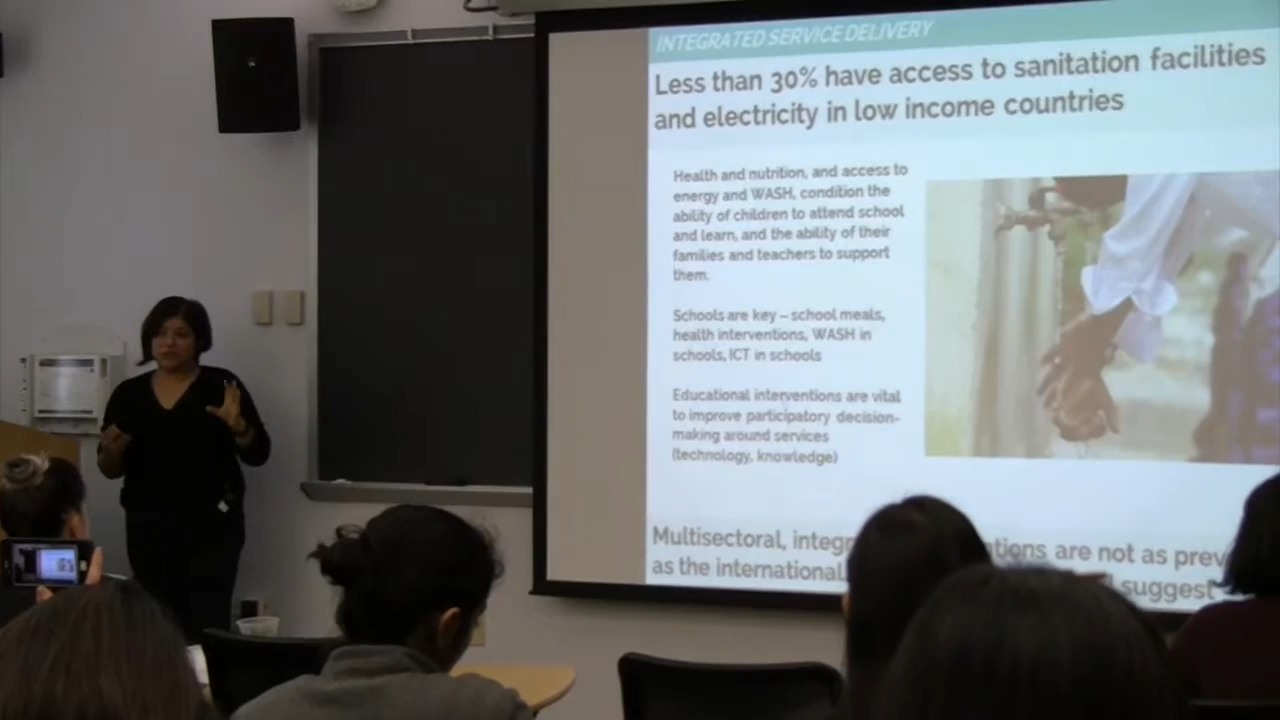 INTEGRATED SERVICE DELIVERY
Less than 30% have access to sanitation facilities
and electricity in low income countries
Health and nutrition, and access to
energy and WASH, condition the
ability of children to attend school
and learn, and the ability of their
families and teachers to support
them.
Schools are key – school meals,
health interventions, WASH in
schools, ICT in schools
Educational interventions are vital
to improve participatory decision-
making around services
(technology, knowledge)
Multisectoral, are not as
as the international suggest